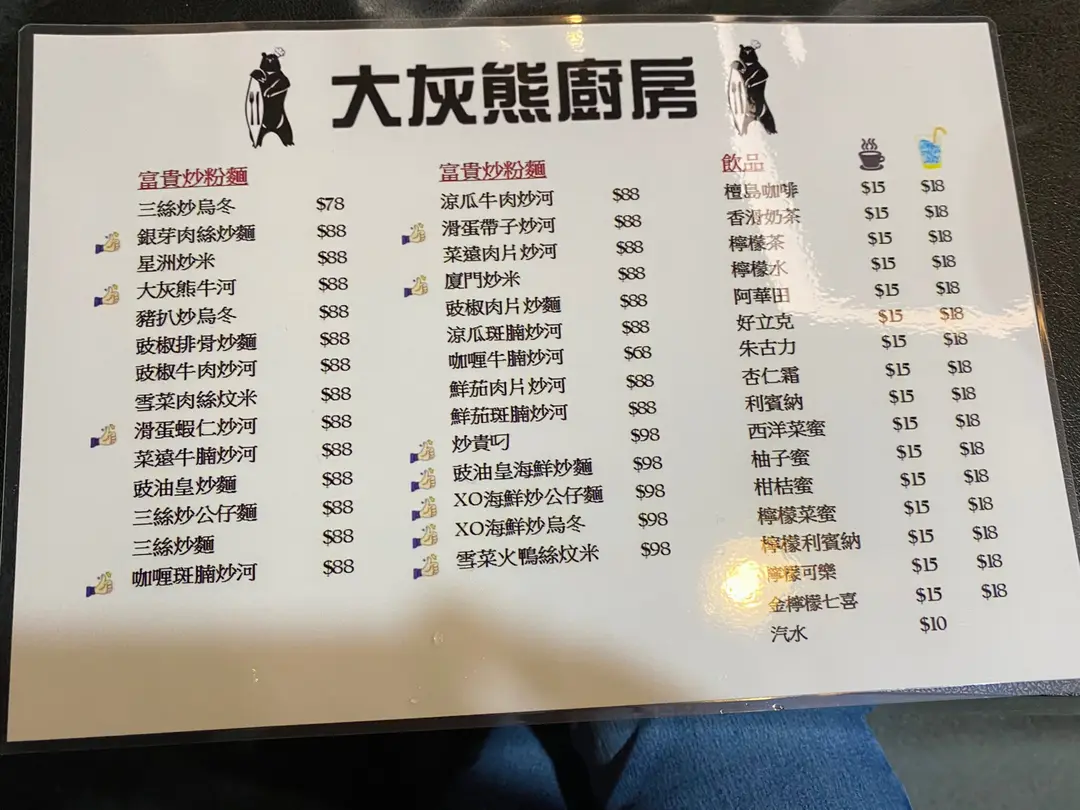 大灰熊廚房
富貴炒粉麵
三絲炒烏冬 $78
銀芽肉絲炒麵 $88
星洲炒米 $88
大灰熊牛河 $88
豬扒炒烏冬 $88
豉椒排骨炒麵 $88
豉椒牛肉炒河 $88
雪菜肉絲炆米 $88
滑蛋蝦仁炒河 $88
菜遠牛腩炒河 $88
豉油皇炒麵 $88
三絲炒公仔麵 $88
三絲炒麵 $88
咖喱斑腩炒河 $88
富貴炒粉麵
涼瓜牛肉炒河 $88
滑蛋帶子炒河 $88
菜遠肉片炒河 $88
廈門炒米 $88
豉椒肉片炒麵 $88
涼瓜斑腩炒河 $88
咖喱牛腩炒河 $68
鮮茄肉片炒河 $88
鮮茄斑腩炒河 $88
炒貴叼 $98
豉油皇海鮮炒麵 $98
XO海鮮炒公仔麵 $98
XO海鮮炒烏冬 $98
雪菜火鴨絲炆米 $98
飲品
檀島咖啡 $15 $18
香滑奶茶 $15 $18
檸檬茶 $15 $18
檸檬水 $15 $18
阿華田 $15 $18
好立克 $15 $18
朱古力 $15 $18
杏仁霜 $15 $18
利賓納 $15 $18
西洋菜蜜 $15 $18
柚子蜜 $15 $18
柑桔蜜 $15 $18
檸檬菜蜜 $15 $18
檸檬利賓納 $15 $18
檸檬可樂 $15 $18
金檸檬七喜 $15 $18
汽水 $10